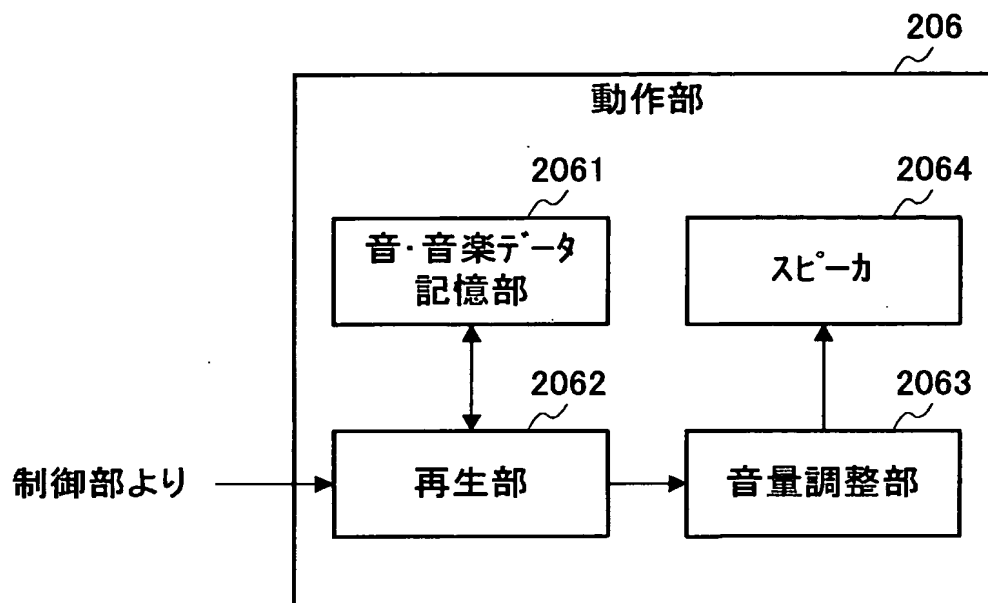 206
動作部
2061
2064
音・音楽データ
記憶部
スピーカ
2062
2063
制御部より
再生部
音量調整部